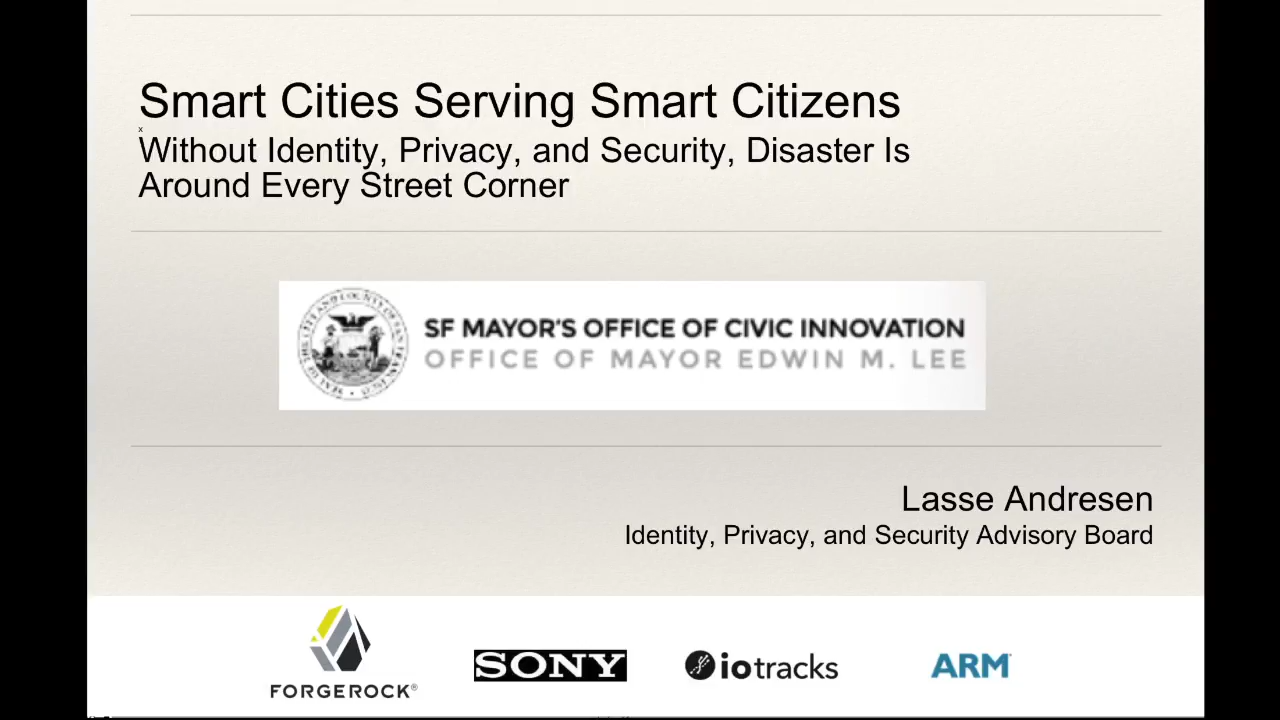 Smart Cities Serving Smart Citizens
x
Without Identity, Privacy, and Security, Disaster Is
Around Every Street Corner
SF MAYOR'S OFFICE OF CIVIC INNOVATION
OFFICE OF MAYOR EDWIN M. LEE
Lasse Andresen
Identity, Privacy, and Security Advisory Board
FORGEROCK®
SONY
iotracks
ARM